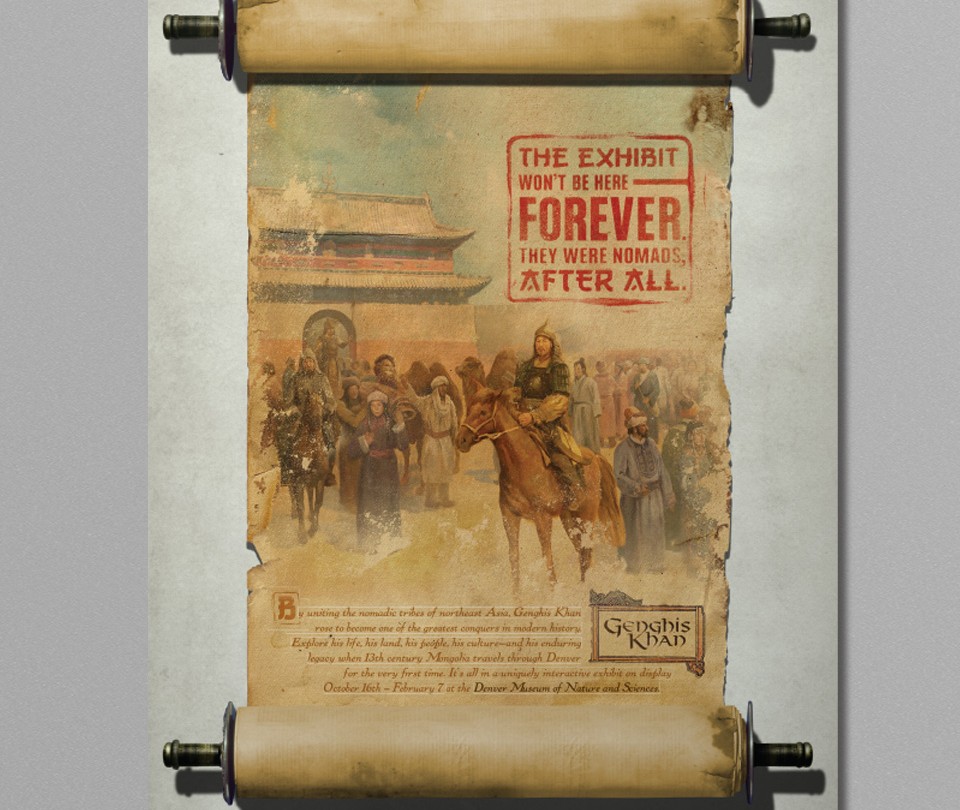 THE EXHIBIT
WON'T BE HERE
FOREVER.
THEY WERE NOMADS,
AFTER ALL.
By uniting the nomadic tribes of northeast Asia, Genghis Khan
rose to become one of the greatest conquers in modern history.
Explore his life, his land, his people, his culture—and his enduring
legacy when 13th century Mongolia travels through Denver
for the very first time. It's all in a uniquely interactive exhibit on display
October 16th – February 7 at the Denver Museum of Nature and Sciences.
Genghis
Khan